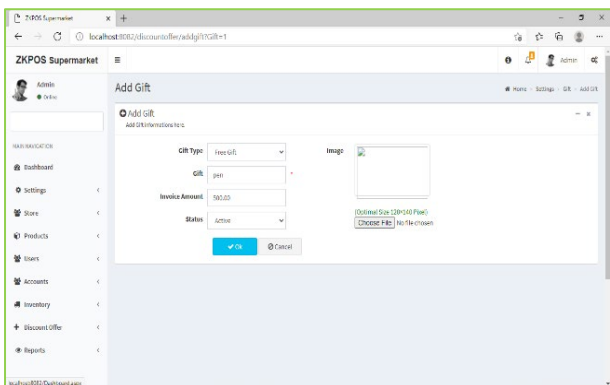 ZKPOS Supermarket
localhost:8082/discountoffer/addgift?Gift=1
ZKPOS Supermarket
Admin
Admin
Online
Add Gift
Home
Settings
Gift
Add Gift
Add Gift
Add Gift Informations here.
MAIN NAVIGATION
Dashboard
Settings
Store
Products
Users
Accounts
Inventory
Discount Offer
Reports
Gift Type
Free Gift
Gift
pen
*
Invoice Amount
500.00
Status
Active
Ok
Cancel
Image
(Optimal Size 120×140 Pixel)
Choose File No file chosen
localhost:8082/Dashboard.aspx